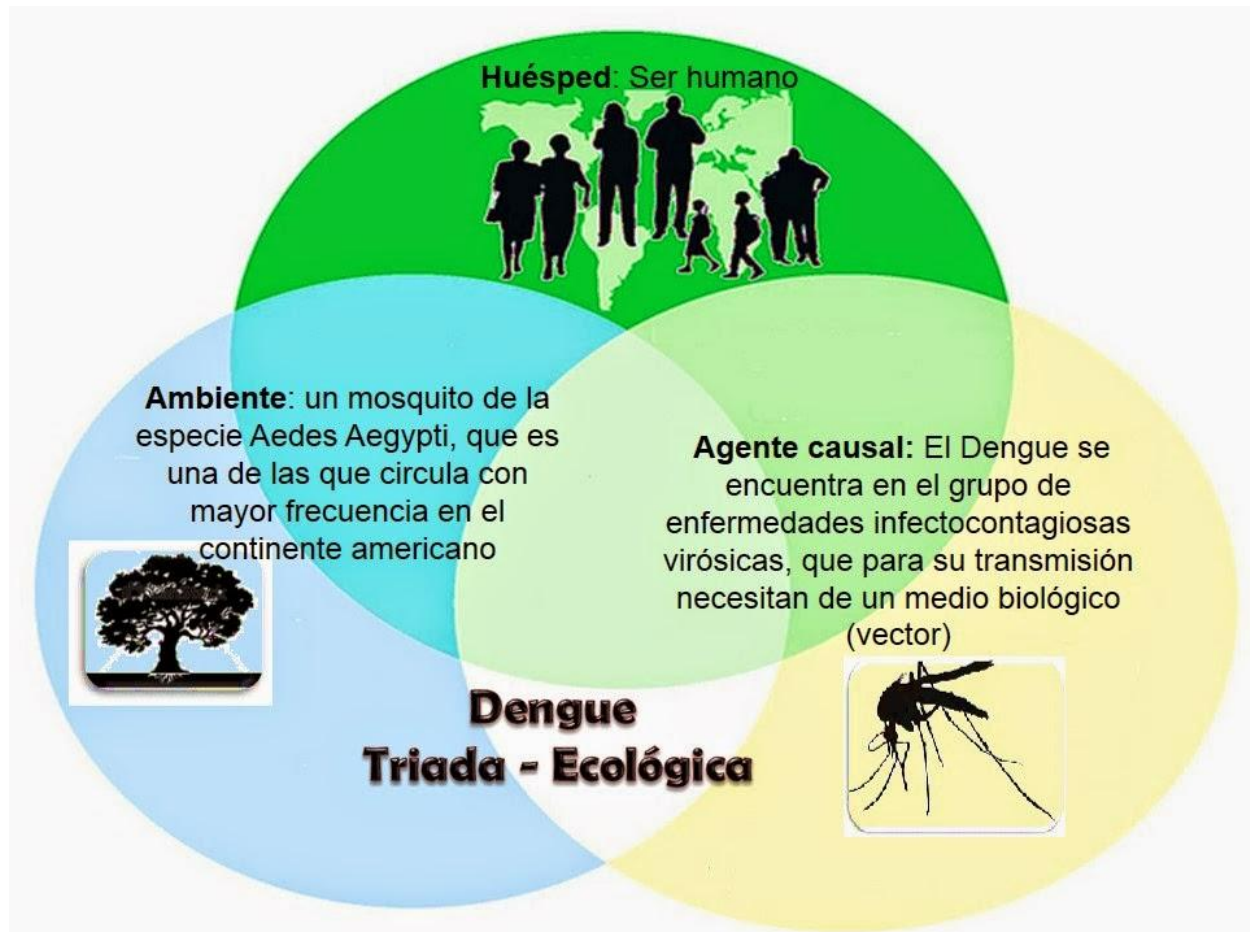 Huésped: Ser humano
Ambiente: un mosquito de la
especie Aedes Aegypti, que es
una de las que circula con
mayor frecuencia en el
continente americano
Agente causal: El Dengue se
encuentra en el grupo de
enfermedades infectocontagiosas
virósicas, que para su transmisión
necesitan de un medio biológico
(vector)
Dengue
Triada - Ecológica